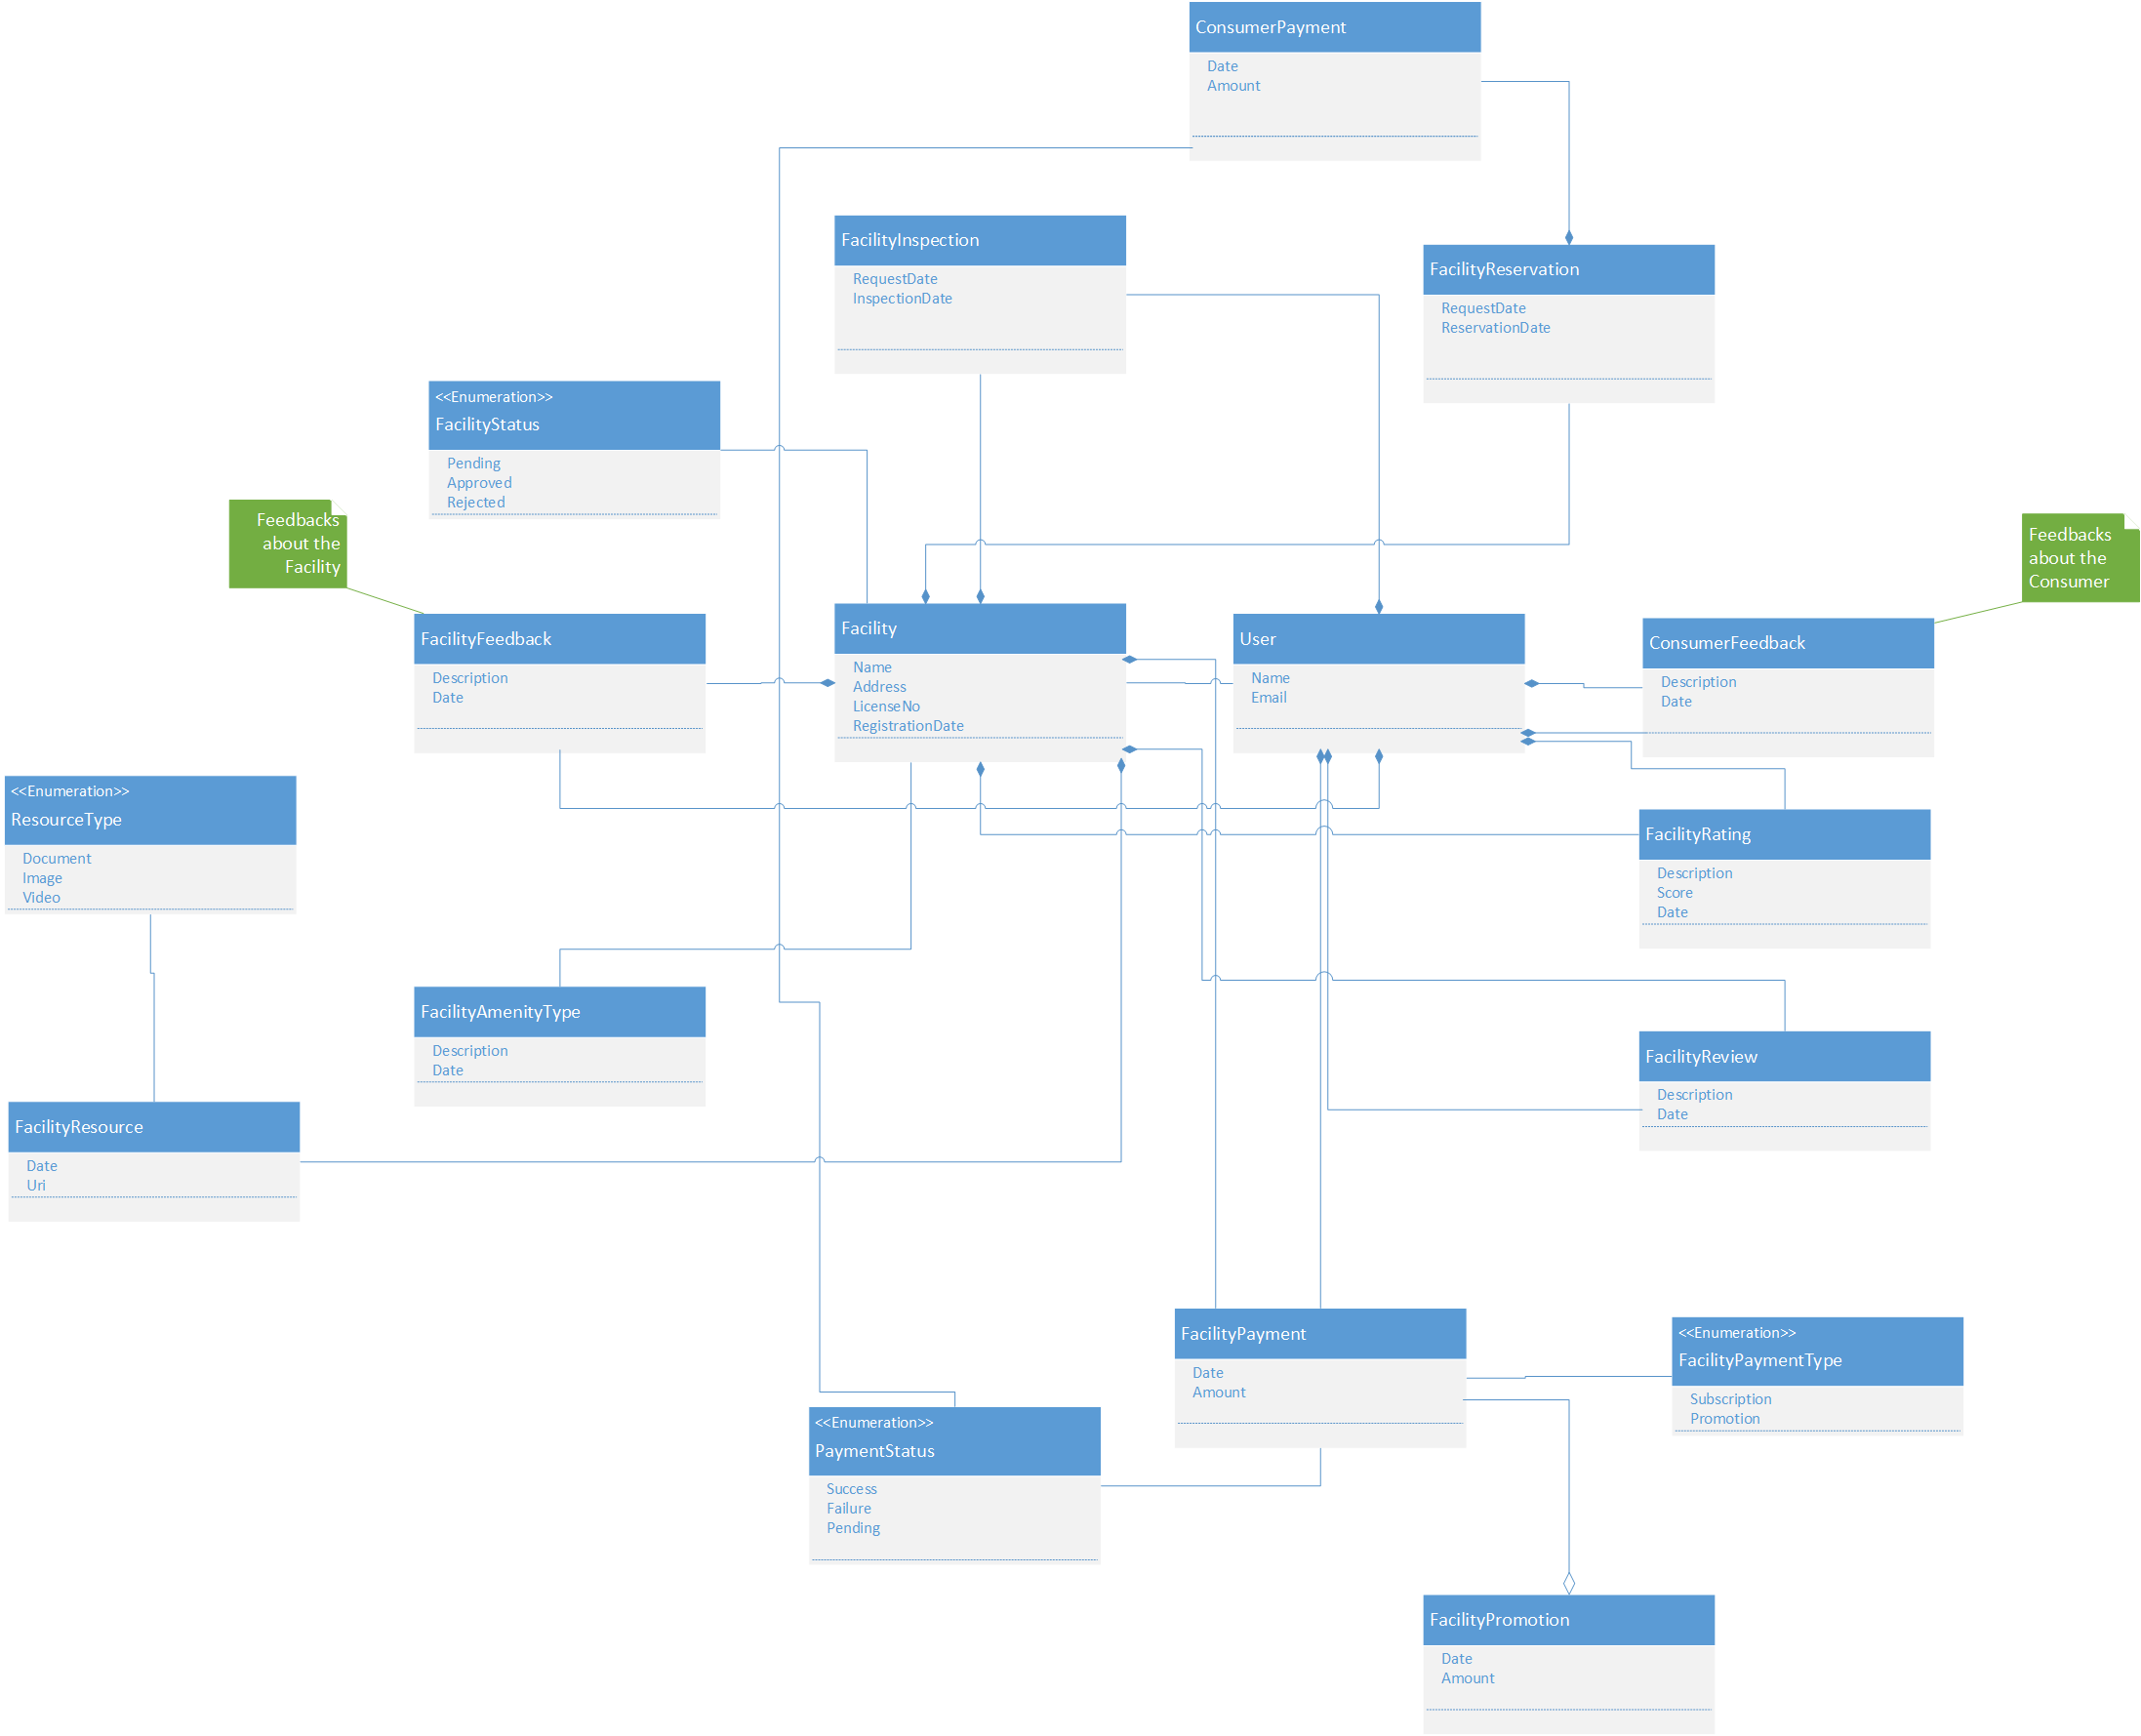 ConsumerPayment
Date
Amount
FacilityInspection
RequestDate
InspectionDate
FacilityReservation
RequestDate
ReservationDate
<<Enumeration>>
FacilityStatus
Pending
Approved
Rejected
Feedbacks
about the
Facility
Feedbacks
about the
Consumer
FacilityFeedback
Description
Date
Facility
Name
Address
LicenseNo
RegistrationDate
User
Name
Email
ConsumerFeedback
Description
Date
<<Enumeration>>
ResourceType
Document
Image
Video
FacilityRating
Description
Score
Date
FacilityAmenityType
Description
Date
FacilityReview
Description
Date
FacilityResource
Date
Uri
FacilityPayment
Date
Amount
<<Enumeration>>
FacilityPaymentType
Subscription
Promotion
<<Enumeration>>
PaymentStatus
Success
Failure
Pending
FacilityPromotion
Date
Amount